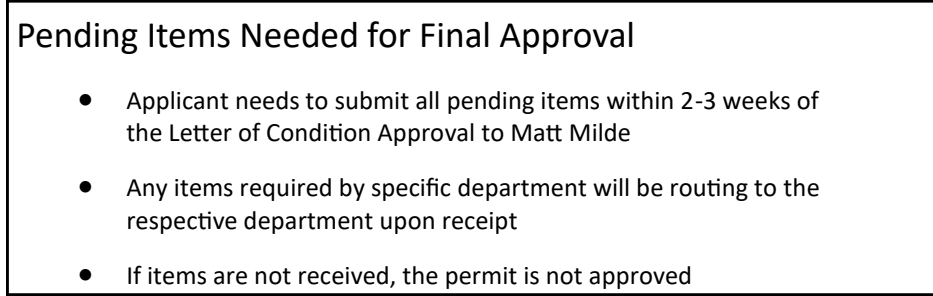 Pending Items Needed for Final Approval
● Applicant needs to submit all pending items within 2-3 weeks of
the Letter of Condition Approval to Matt Milde
● Any items required by specific department will be routing to the
respective department upon receipt
● If items are not received, the permit is not approved